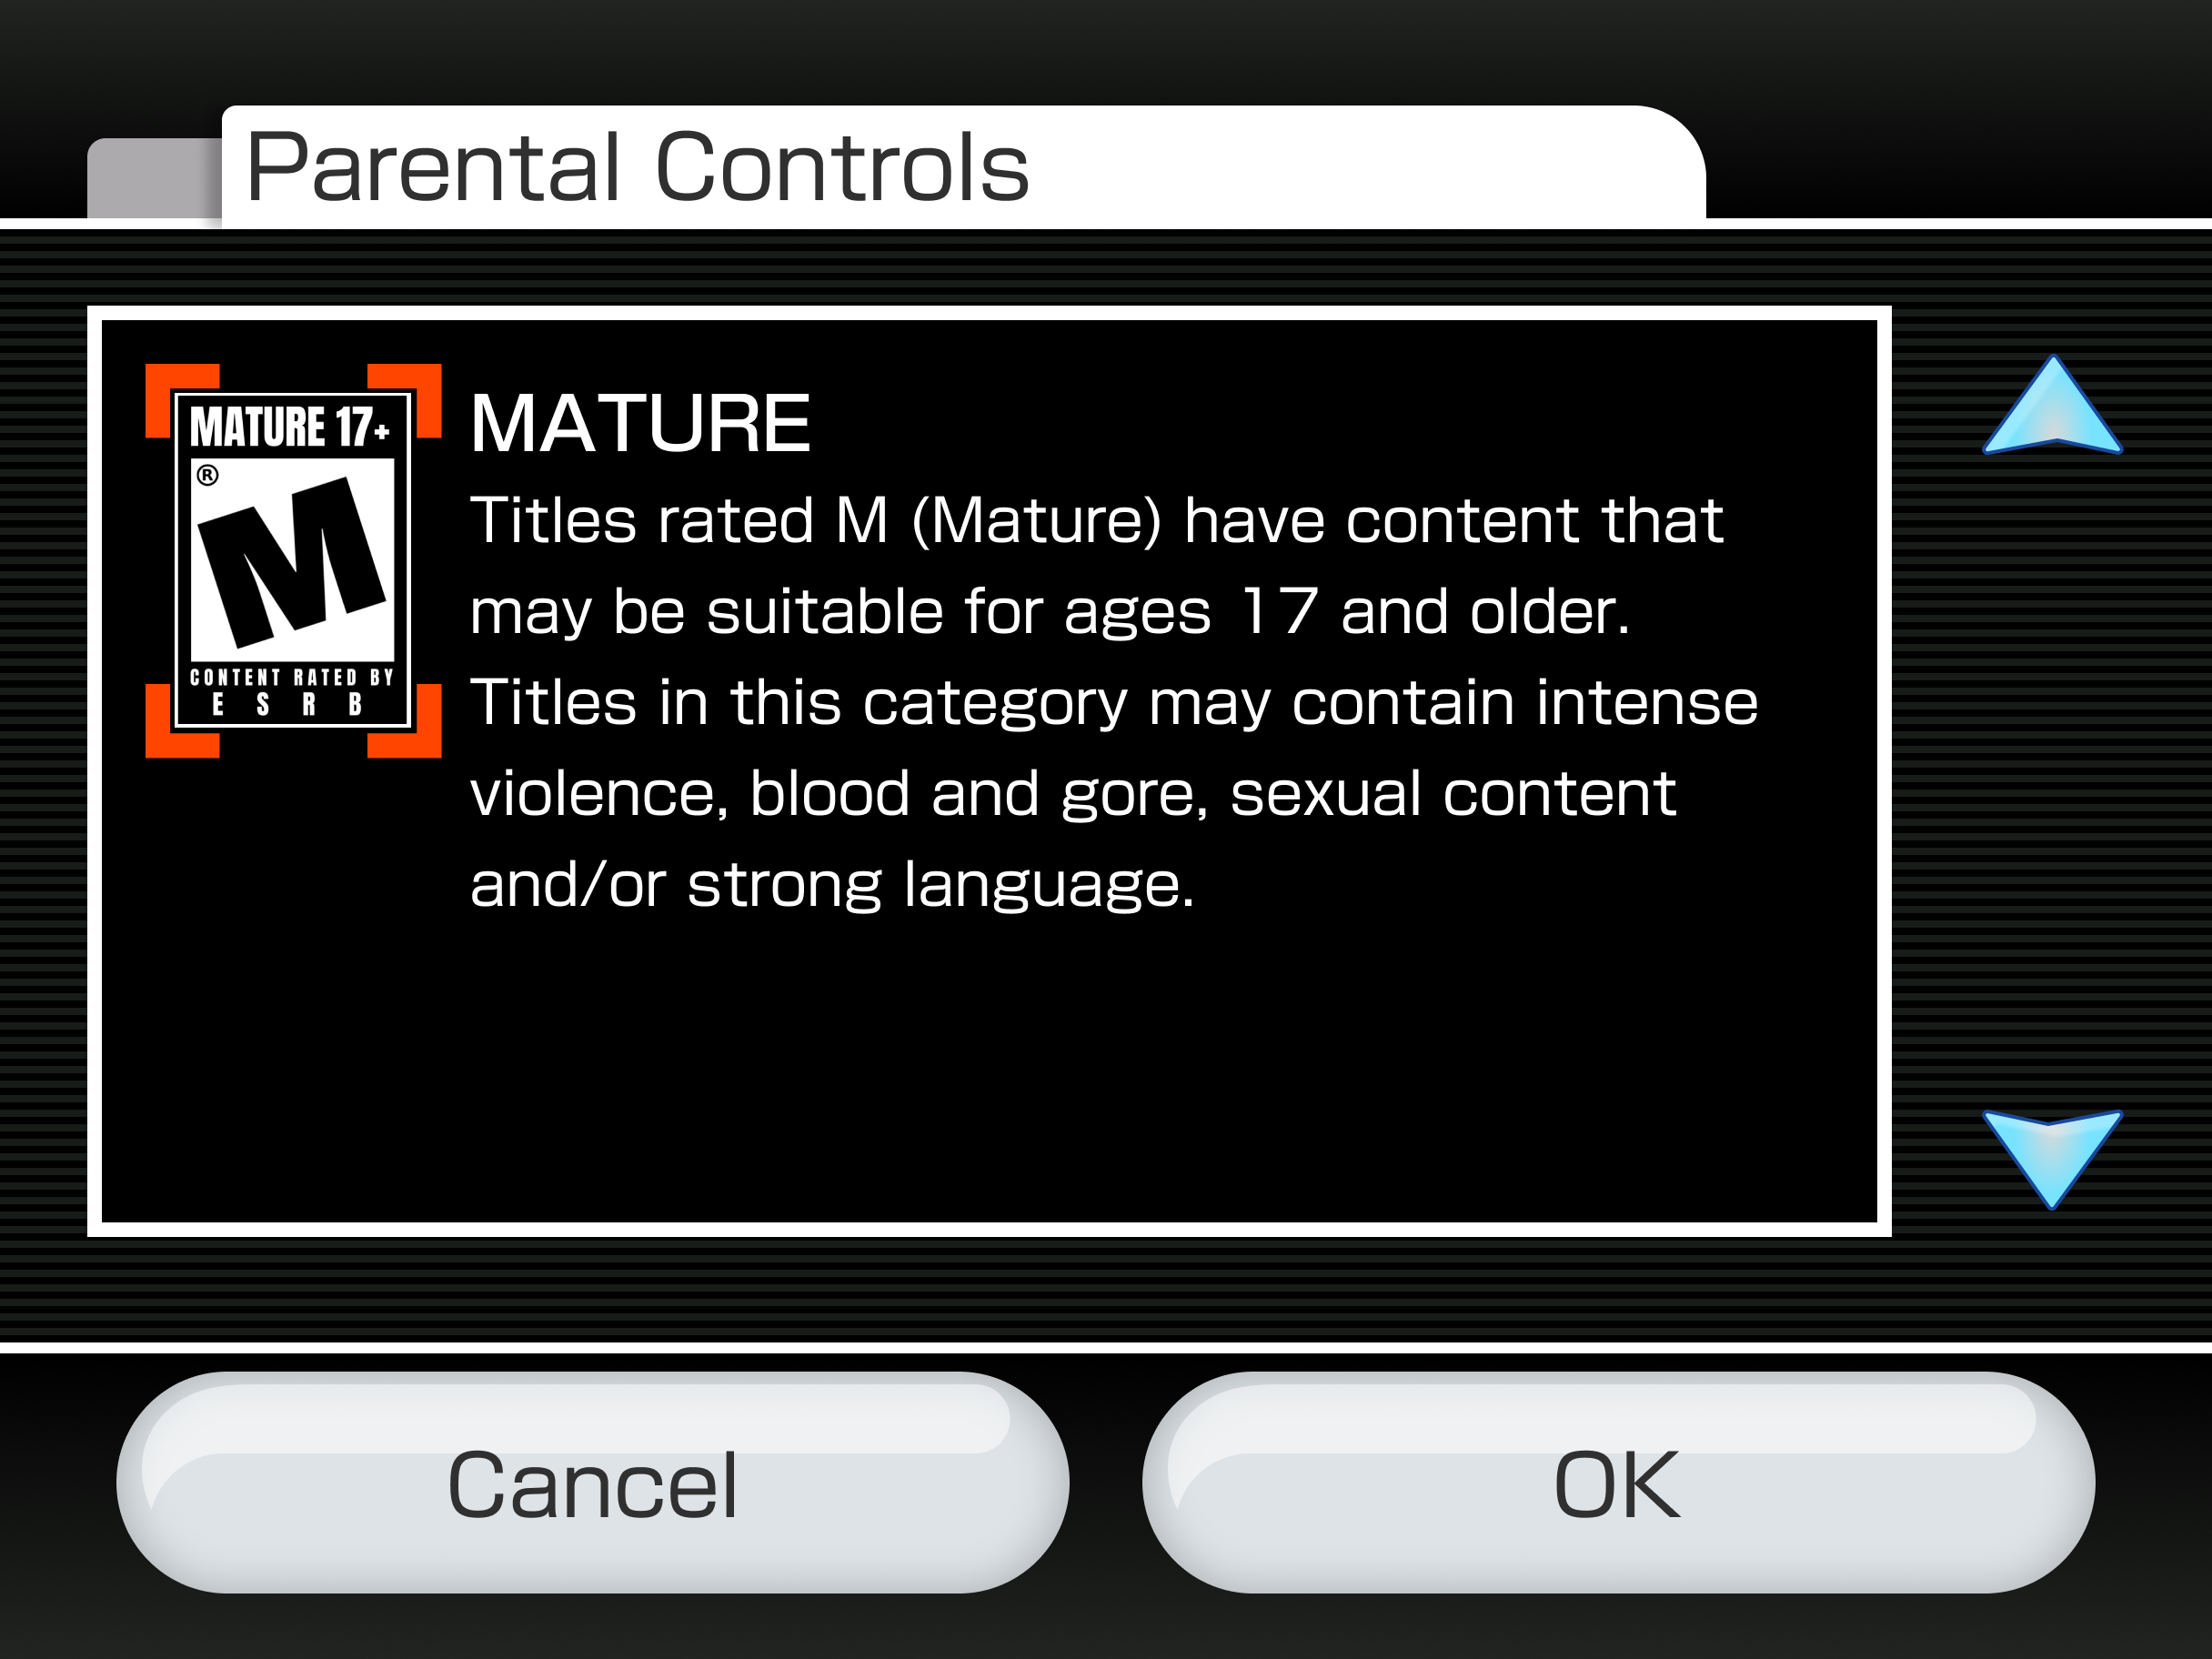 Parental Controls
MATURE 17+
®
M
CONTENT RATED BY
ESRB
MATURE
Titles rated M (Mature) have content that
may be suitable for ages 17 and older.
Titles in this category may contain intense
violence, blood and gore, sexual content
and/or strong language.
Cancel
OK